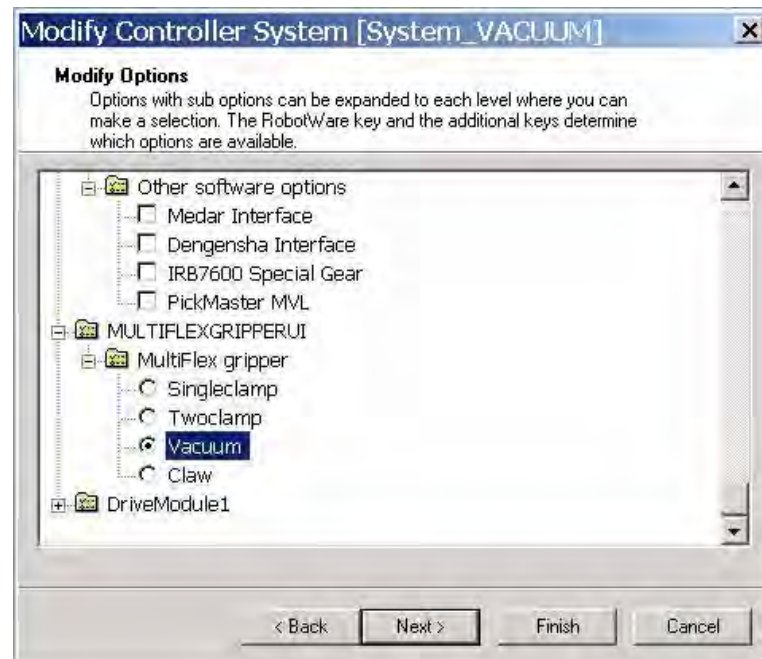 Modify Controller System [System_VACUUM]
Modify Options
Options with sub options can be expanded to each level where you can
make a selection. The RobotWare key and the additional keys determine
which options are available.
Other software options
Medar Interface
Dengensha Interface
IRB7600 Special Gear
PickMaster MVL
MULTIFLEXGRIPPERUI
MultiFlex gripper
Singleclamp
Twoclamp
Vacuum
Claw
DriveModule1
< Back Next > Finish Cancel